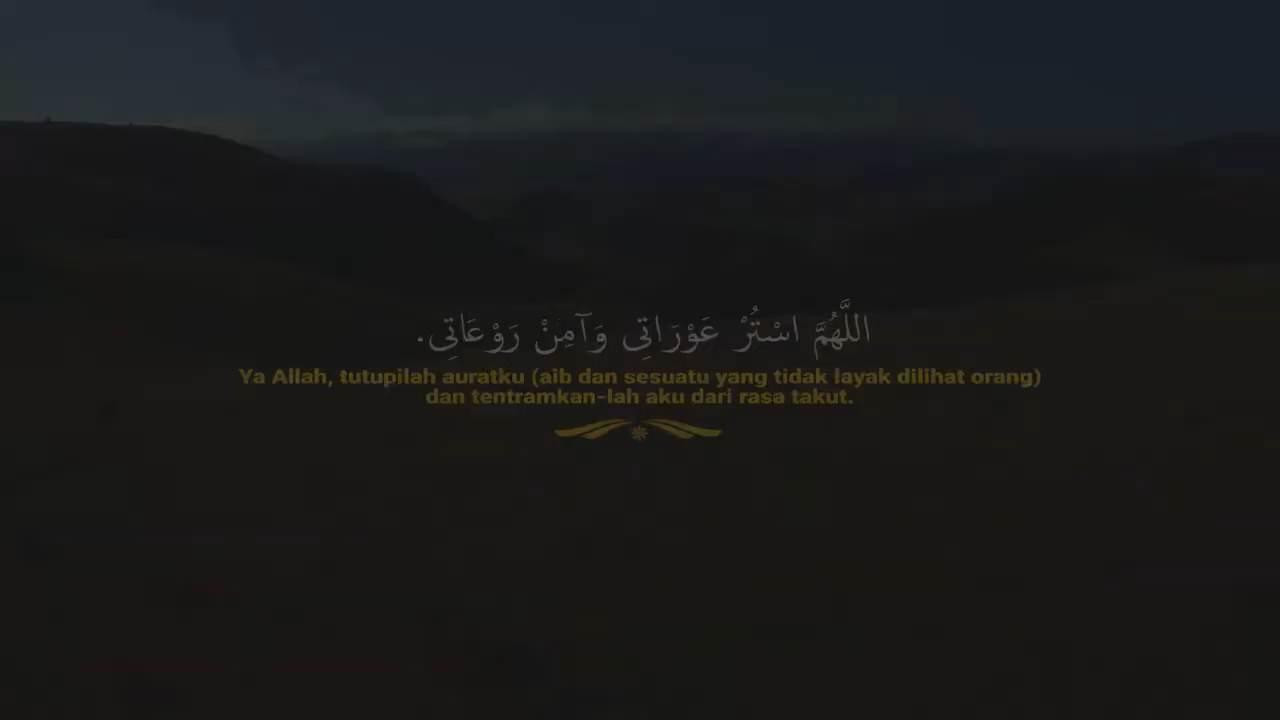 اللَّهُمَّ اسْتُرْ عَوْرَاتِى وَآمِنْ رَوْعَاتِى.
Ya Allah, tutupilah auratku (aib dan sesuatu yang tidak layak dilihat orang)
dan tentramkan-lah aku dari rasa takut.